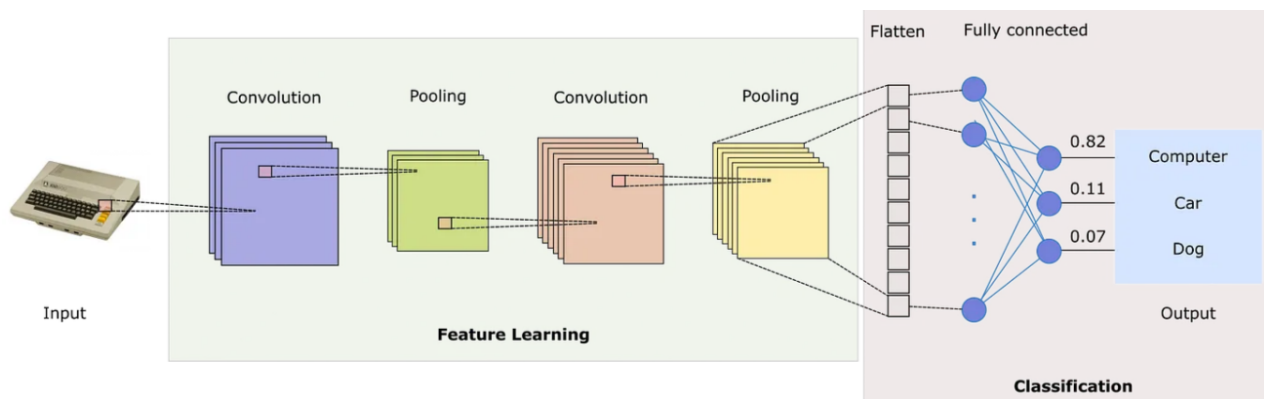 Flatten
Fully connected
Convolution
Pooling
Convolution
Pooling
0.82
Computer
0.11
Car
0.07
Dog
Input
Output
Feature Learning
Classification